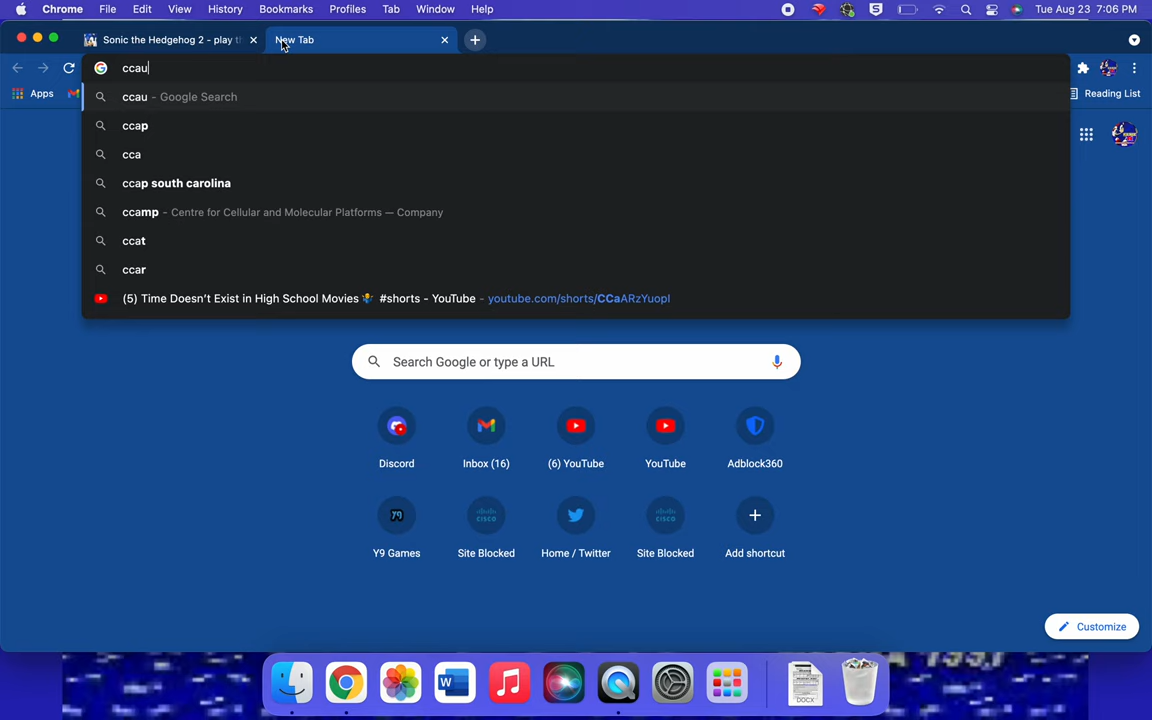 Chrome File Edit View History Bookmarks Profiles Tab Window Help Tue Aug 23 7:06 PM
Sonic the Hedgehog 2 - play t New Tab
ccau
Apps Reading List
ccau - Google Search
ccap
cca
ccap south carolina
ccamp - Centre for Cellular and Molecular Platforms — Company
ccat
ccar
(5) Time Doesn't Exist in High School Movies 🤷 #shorts - YouTube - youtube.com/shorts/CCaARzYuopI
Search Google or type a URL
Discord Inbox (16) (6) YouTube YouTube Adblock360
Y9 Games Site Blocked Home / Twitter Site Blocked Add shortcut
Customize